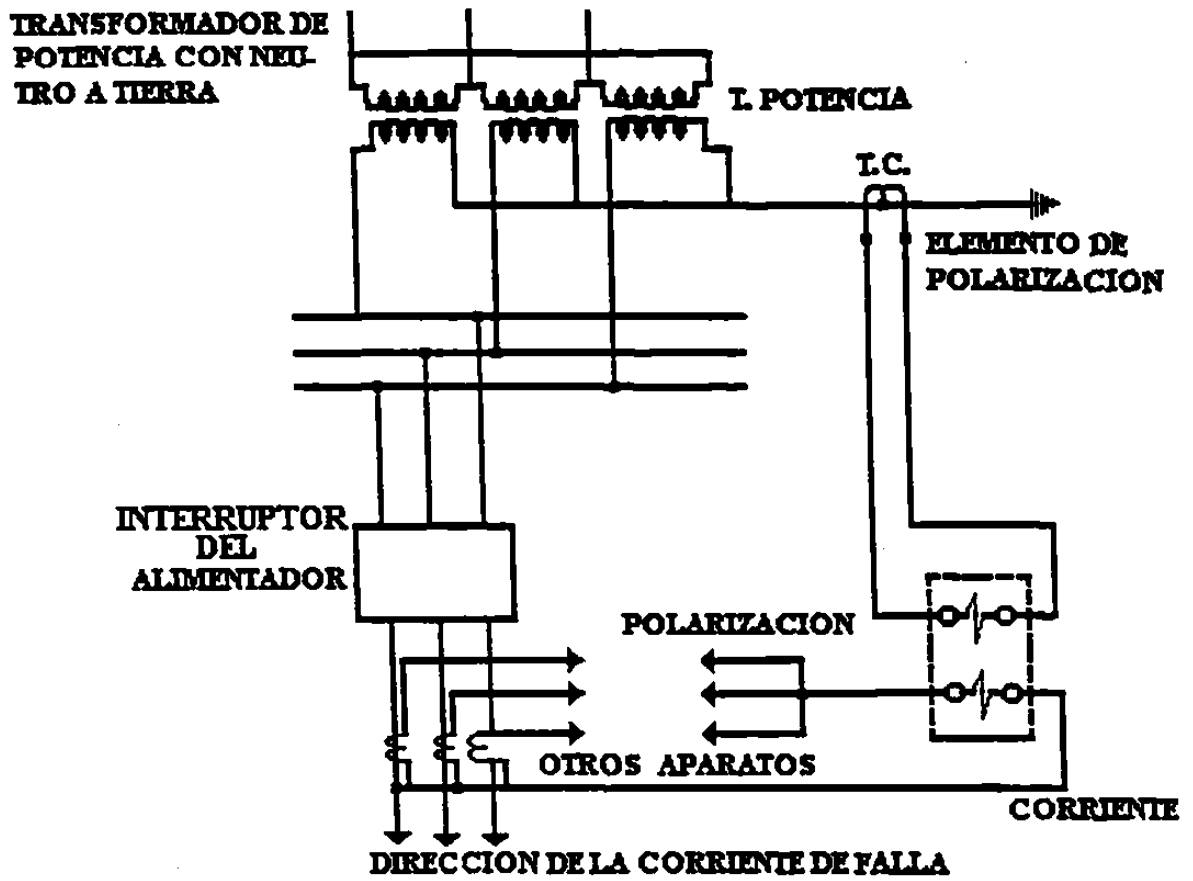 TRANSFORMADOR DE
POTENCIA CON NEU-
TRO A TIERRA
T. POTENCIA
T.C.
ELEMENTO DE
POLARIZACION
INTERRUPTOR
DEL
ALIMENTADOR
POLARIZACION
OTROS APARATOS
CORRIENTE
DIRECCION DE LA CORRIENTE DE FALLA